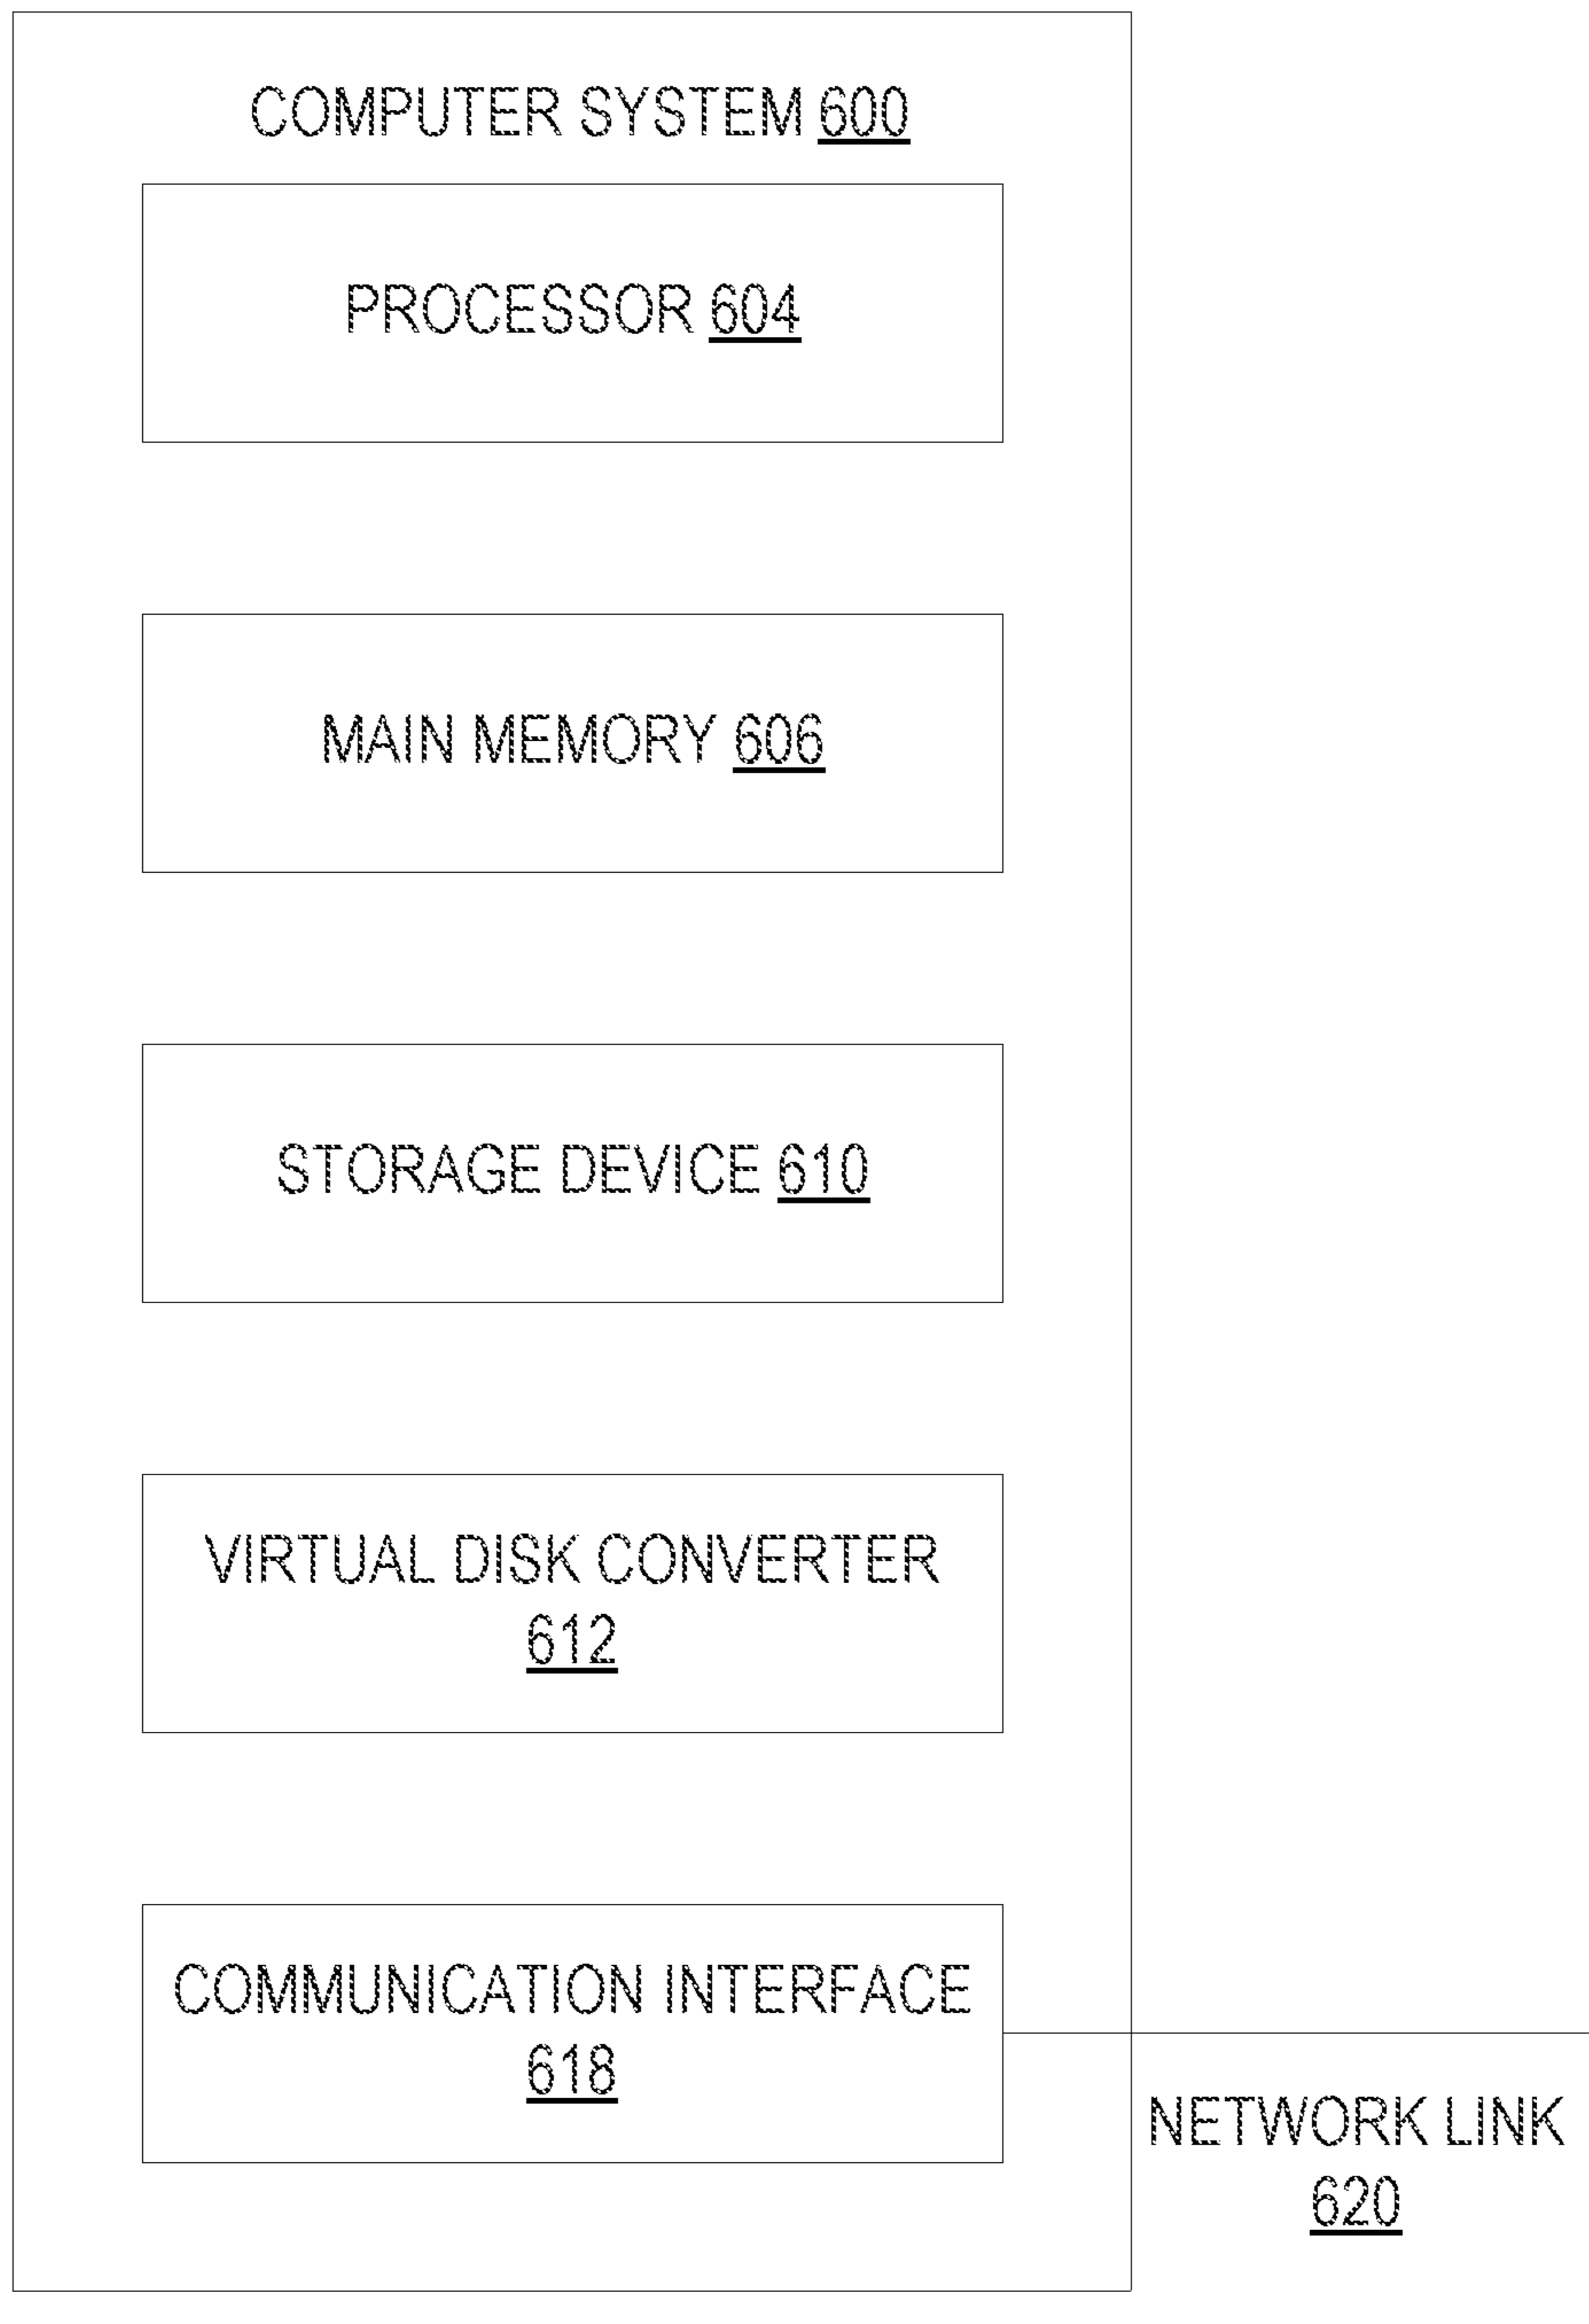 COMPUTER SYSTEM 600
PROCESSOR 604
MAIN MEMORY 606
STORAGE DEVICE 610
VIRTUAL DISK CONVERTER
612
COMMUNICATION INTERFACE
618
NETWORK LINK
620